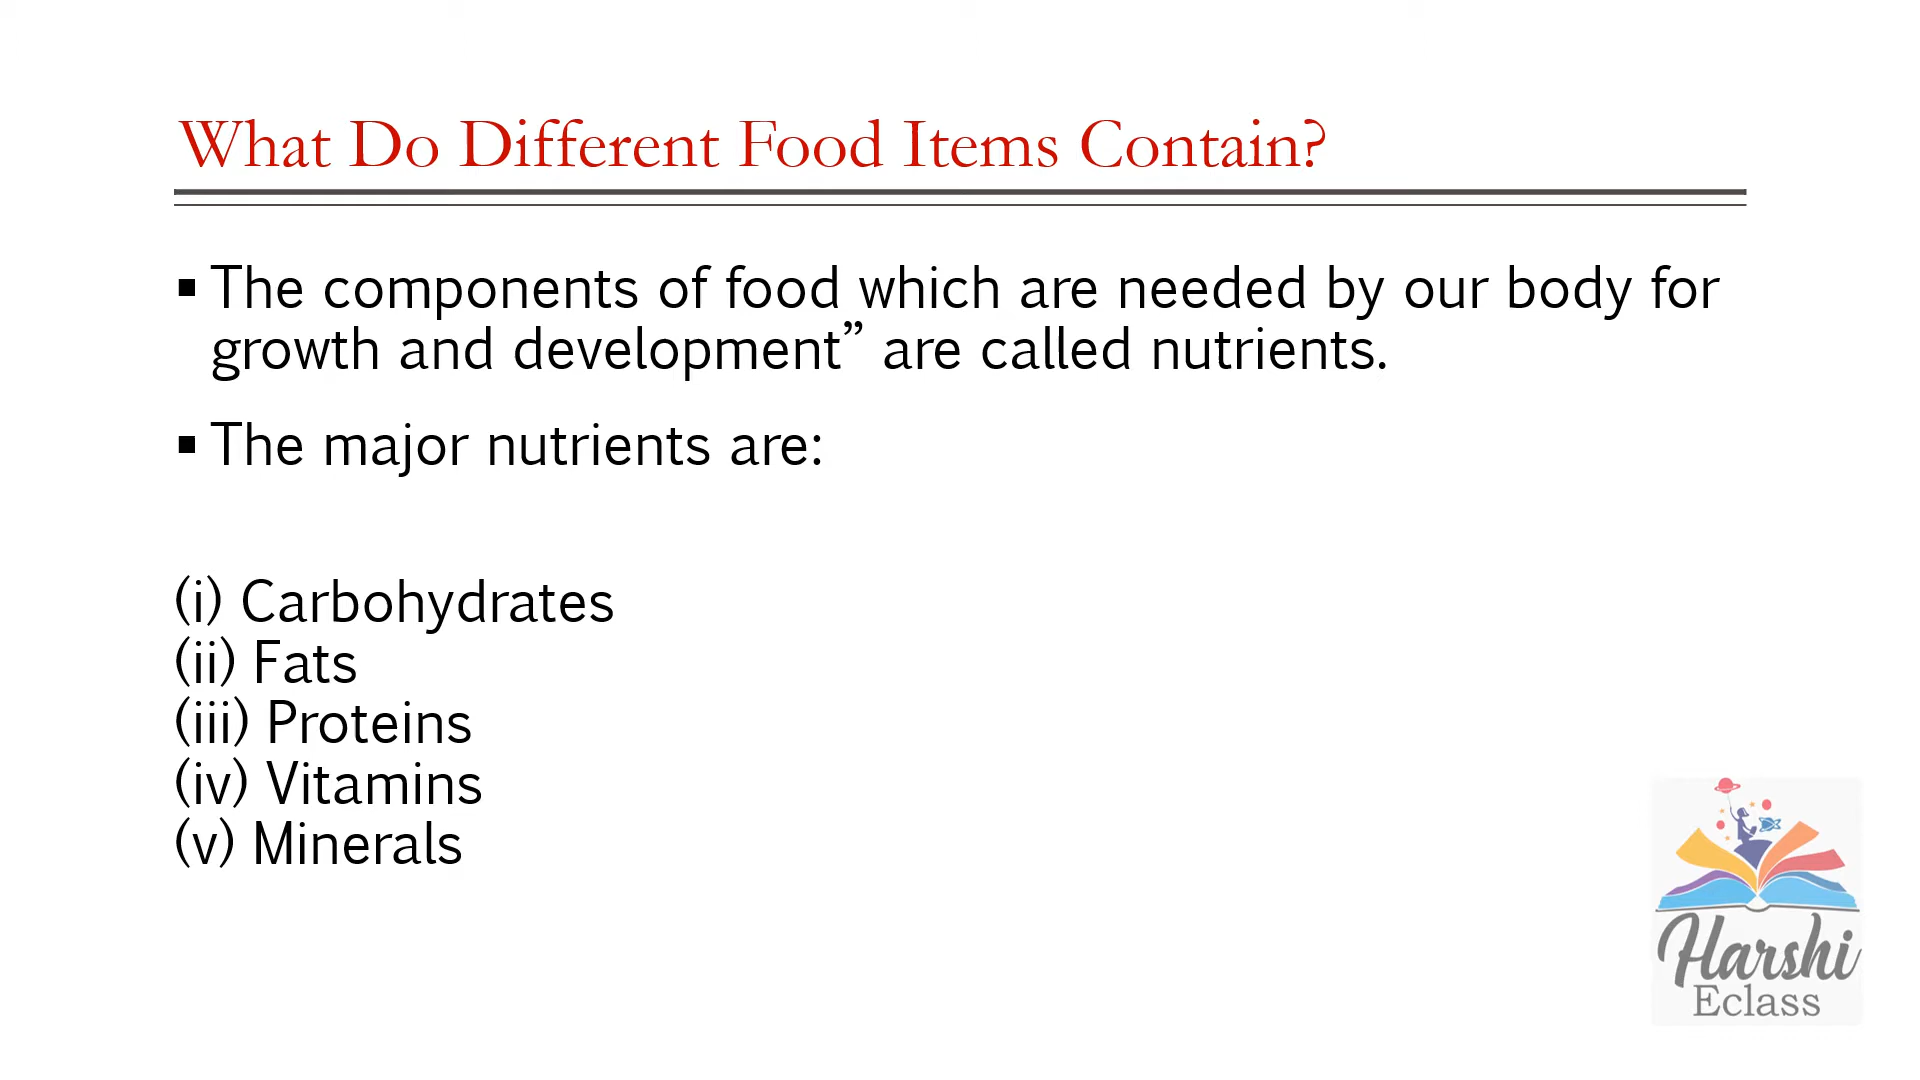 What Do Different Food Items Contain?
▪ The components of food which are needed by our body for
growth and development” are called nutrients.
▪ The major nutrients are:
(i) Carbohydrates
(ii) Fats
(iii) Proteins
(iv) Vitamins
(v) Minerals
Harshi
Eclass